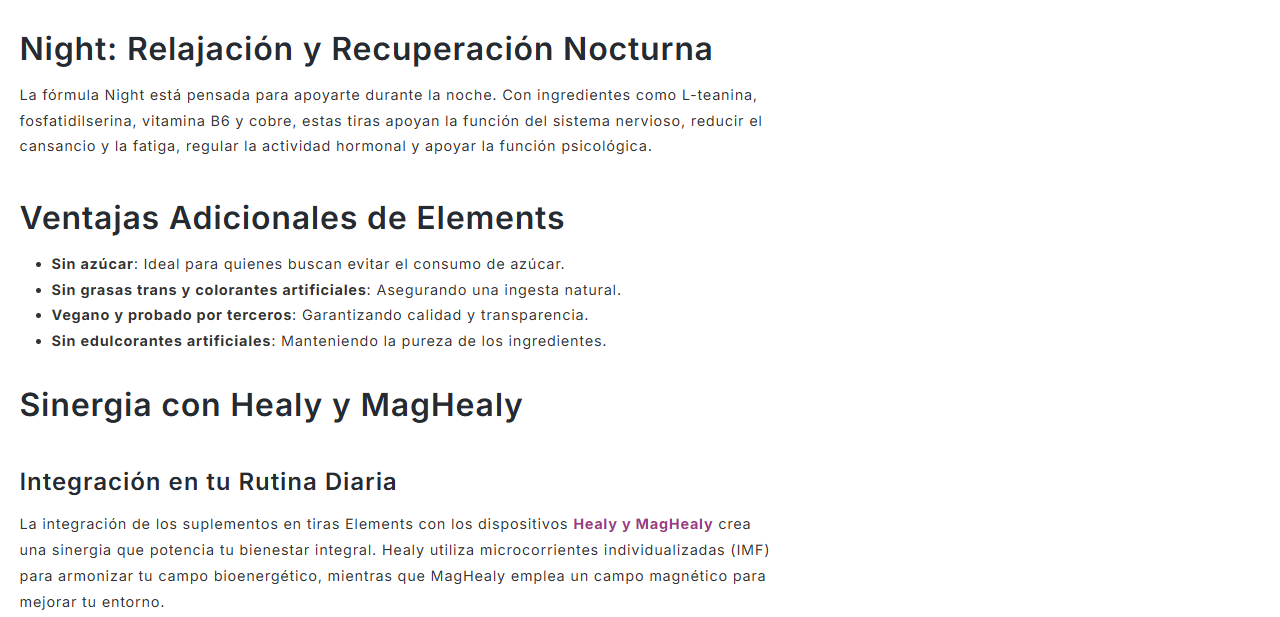 Night: Relajación y Recuperación Nocturna
La fórmula Night está pensada para apoyarte durante la noche. Con ingredientes como L-teanina,
fosfatidilserina, vitamina B6 y cobre, estas tiras apoyan la función del sistema nervioso, reducir el
cansancio y la fatiga, regular la actividad hormonal y apoyar la función psicológica.
Ventajas Adicionales de Elements
• Sin azúcar: Ideal para quienes buscan evitar el consumo de azúcar.
• Sin grasas trans y colorantes artificiales: Asegurando una ingesta natural.
• Vegano y probado por terceros: Garantizando calidad y transparencia.
• Sin edulcorantes artificiales: Manteniendo la pureza de los ingredientes.
Sinergia con Healy y MagHealy
Integración en tu Rutina Diaria
La integración de los suplementos en tiras Elements con los dispositivos Healy y MagHealy crea
una sinergia que potencia tu bienestar integral. Healy utiliza microcorrientes individualizadas (IMF)
para armonizar tu campo bioenergético, mientras que MagHealy emplea un campo magnético para
mejorar tu entorno.